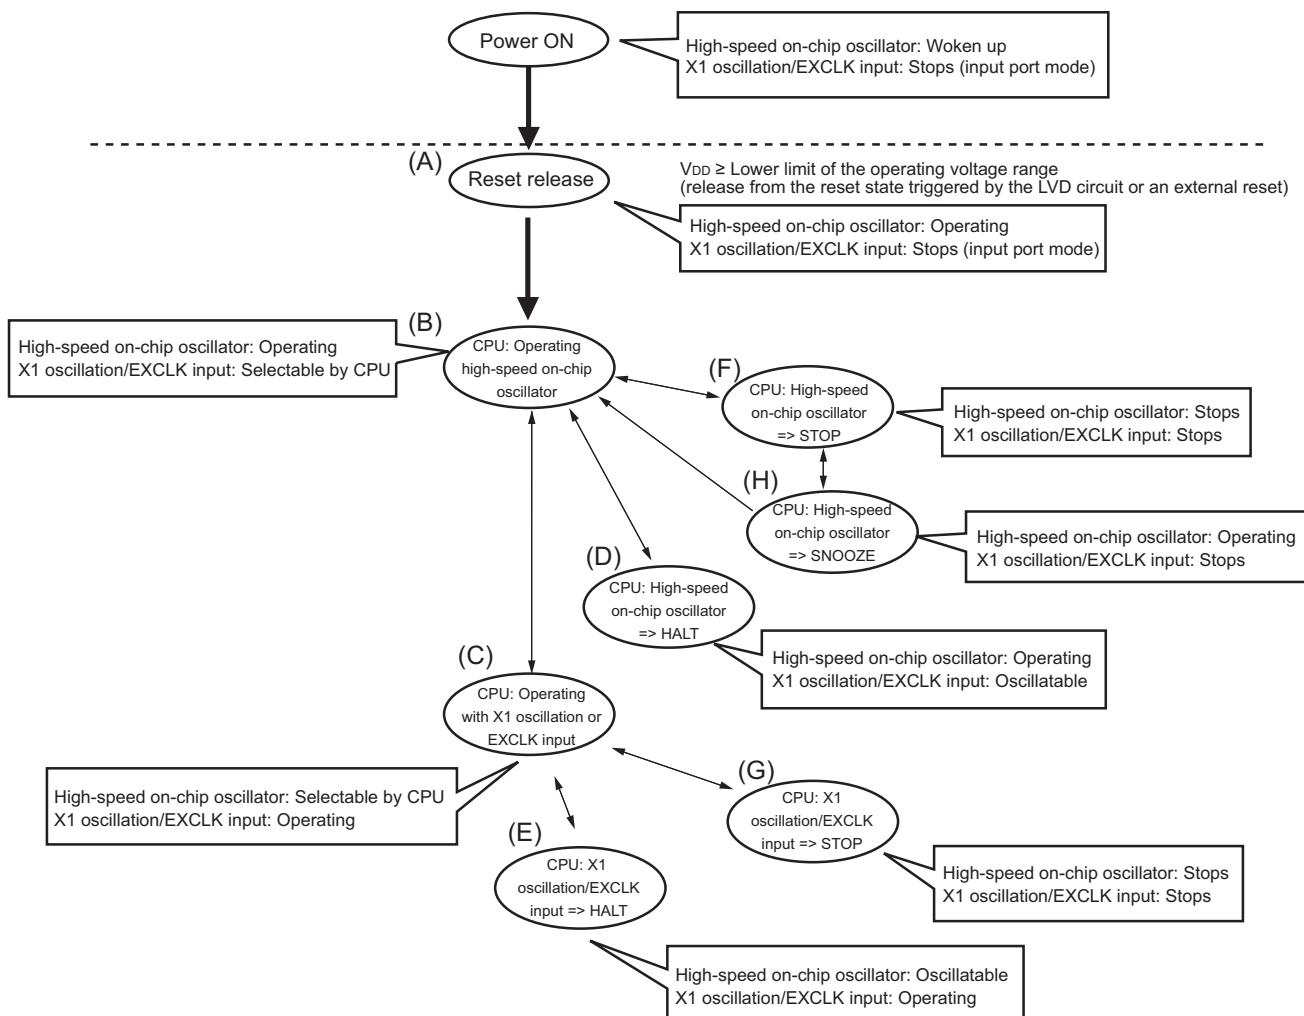 Power ON
High-speed on-chip oscillator: Woken up
X1 oscillation/EXCLK input: Stops (input port mode)
(A)
Reset release
VDD ≥ Lower limit of the operating voltage range
(release from the reset state triggered by the LVD circuit or an external reset)
High-speed on-chip oscillator: Operating
X1 oscillation/EXCLK input: Stops (input port mode)
(B)
High-speed on-chip oscillator: Operating
X1 oscillation/EXCLK input: Selectable by CPU
CPU: Operating
high-speed on-chip
oscillator
(F)
CPU: High-speed
on-chip oscillator
=> STOP
High-speed on-chip oscillator: Stops
X1 oscillation/EXCLK input: Stops
(H)
CPU: High-speed
on-chip oscillator
=> SNOOZE
High-speed on-chip oscillator: Operating
X1 oscillation/EXCLK input: Stops
(D)
CPU: High-speed
on-chip oscillator
=> HALT
High-speed on-chip oscillator: Operating
X1 oscillation/EXCLK input: Oscillatable
(C)
CPU: Operating
with X1 oscillation or
EXCLK input
High-speed on-chip oscillator: Selectable by CPU
X1 oscillation/EXCLK input: Operating
(G)
CPU: X1
oscillation/EXCLK
input => STOP
High-speed on-chip oscillator: Stops
X1 oscillation/EXCLK input: Stops
(E)
CPU: X1
oscillation/EXCLK
input => HALT
High-speed on-chip oscillator: Oscillatable
X1 oscillation/EXCLK input: Operating